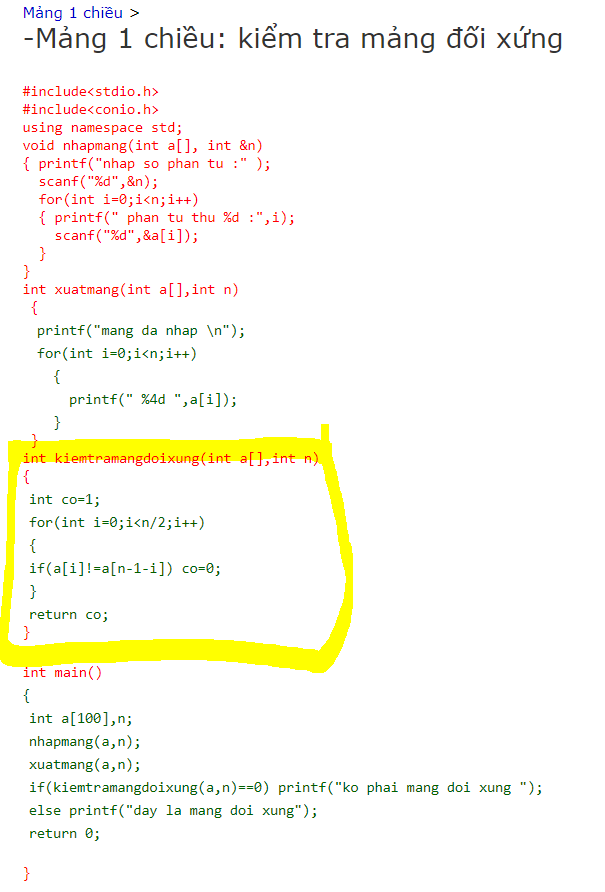 Mảng 1 chiều >
-Mảng 1 chiều: kiểm tra mảng đối xứng
#include<stdio.h>
#include<conio.h>
using namespace std;
void nhapmang(int a[], int &n)
{ printf("nhap so phan tu :" );
scanf("%d",&n);
for(int i=0;i<n;i++)
{ printf(" phan tu thu %d :",i);
scanf("%d",&a[i]);
}
}
int xuatmang(int a[],int n)
{
printf("mang da nhap \n");
for(int i=0;i<n;i++)
{
printf(" %4d ",a[i]);
}
}
int kiemtramangdoixung(int a[],int n)
{
int co=1;
for(int i=0;i<n/2;i++)
{
if(a[i]!=a[n-1-i]) co=0;
}
return co;
}
int main()
{
int a[100],n;
nhapmang(a,n);
xuatmang(a,n);
if(kiemtramangdoixung(a,n)==0) printf("ko phai mang doi xung ");
else printf("day la mang doi xung");
return 0;
}